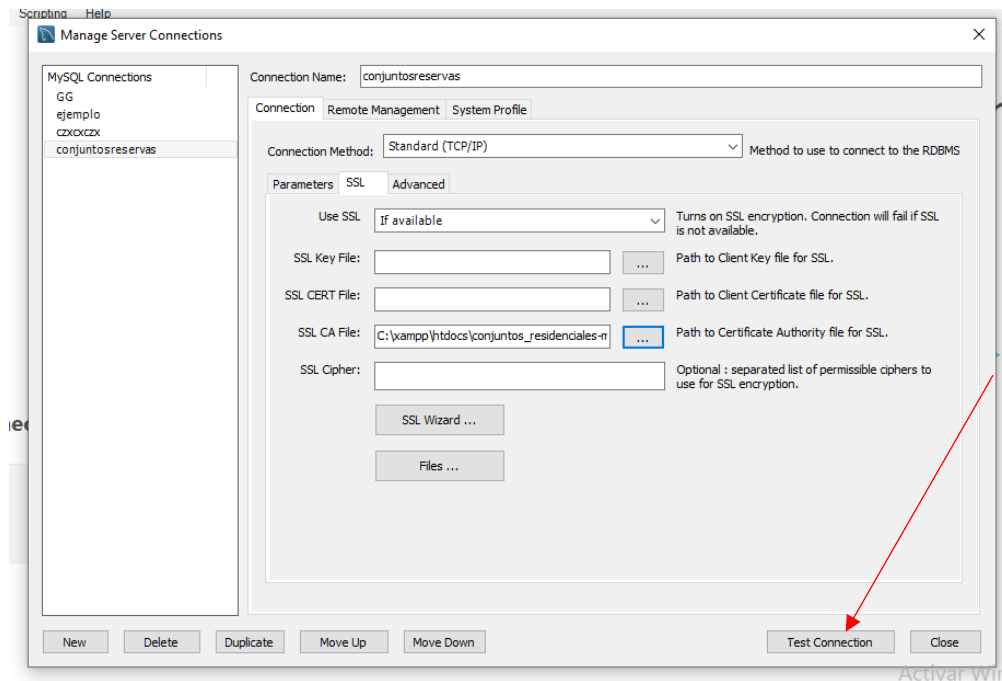 Scripting Help
Manage Server Connections
MySQL Connections
GG
ejemplo
czxcxczx
conjuntosreservas
Connection Name: conjuntosreservas
Connection Remote Management System Profile
Connection Method: Standard (TCP/IP) Method to use to connect to the RDBMS
Parameters SSL Advanced
Use SSL If available Turns on SSL encryption. Connection will fail if SSL
is not available.
SSL Key File: ... Path to Client Key file for SSL.
SSL CERT File: ... Path to Client Certificate file for SSL.
SSL CA File: C:\xampp\htdocs\conjuntos_residenciales-m ... Path to Certificate Authority file for SSL.
SSL Cipher: Optional : separated list of permissible ciphers to
use for SSL encryption.
SSL Wizard ...
Files ...
New Delete Duplicate Move Up Move Down Test Connection Close
Activar Win